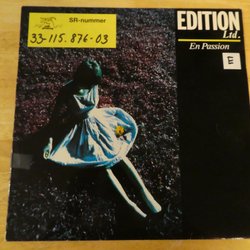 SR-nummer
33-115.876-03
EDITION
Ltd.
En Passion
E